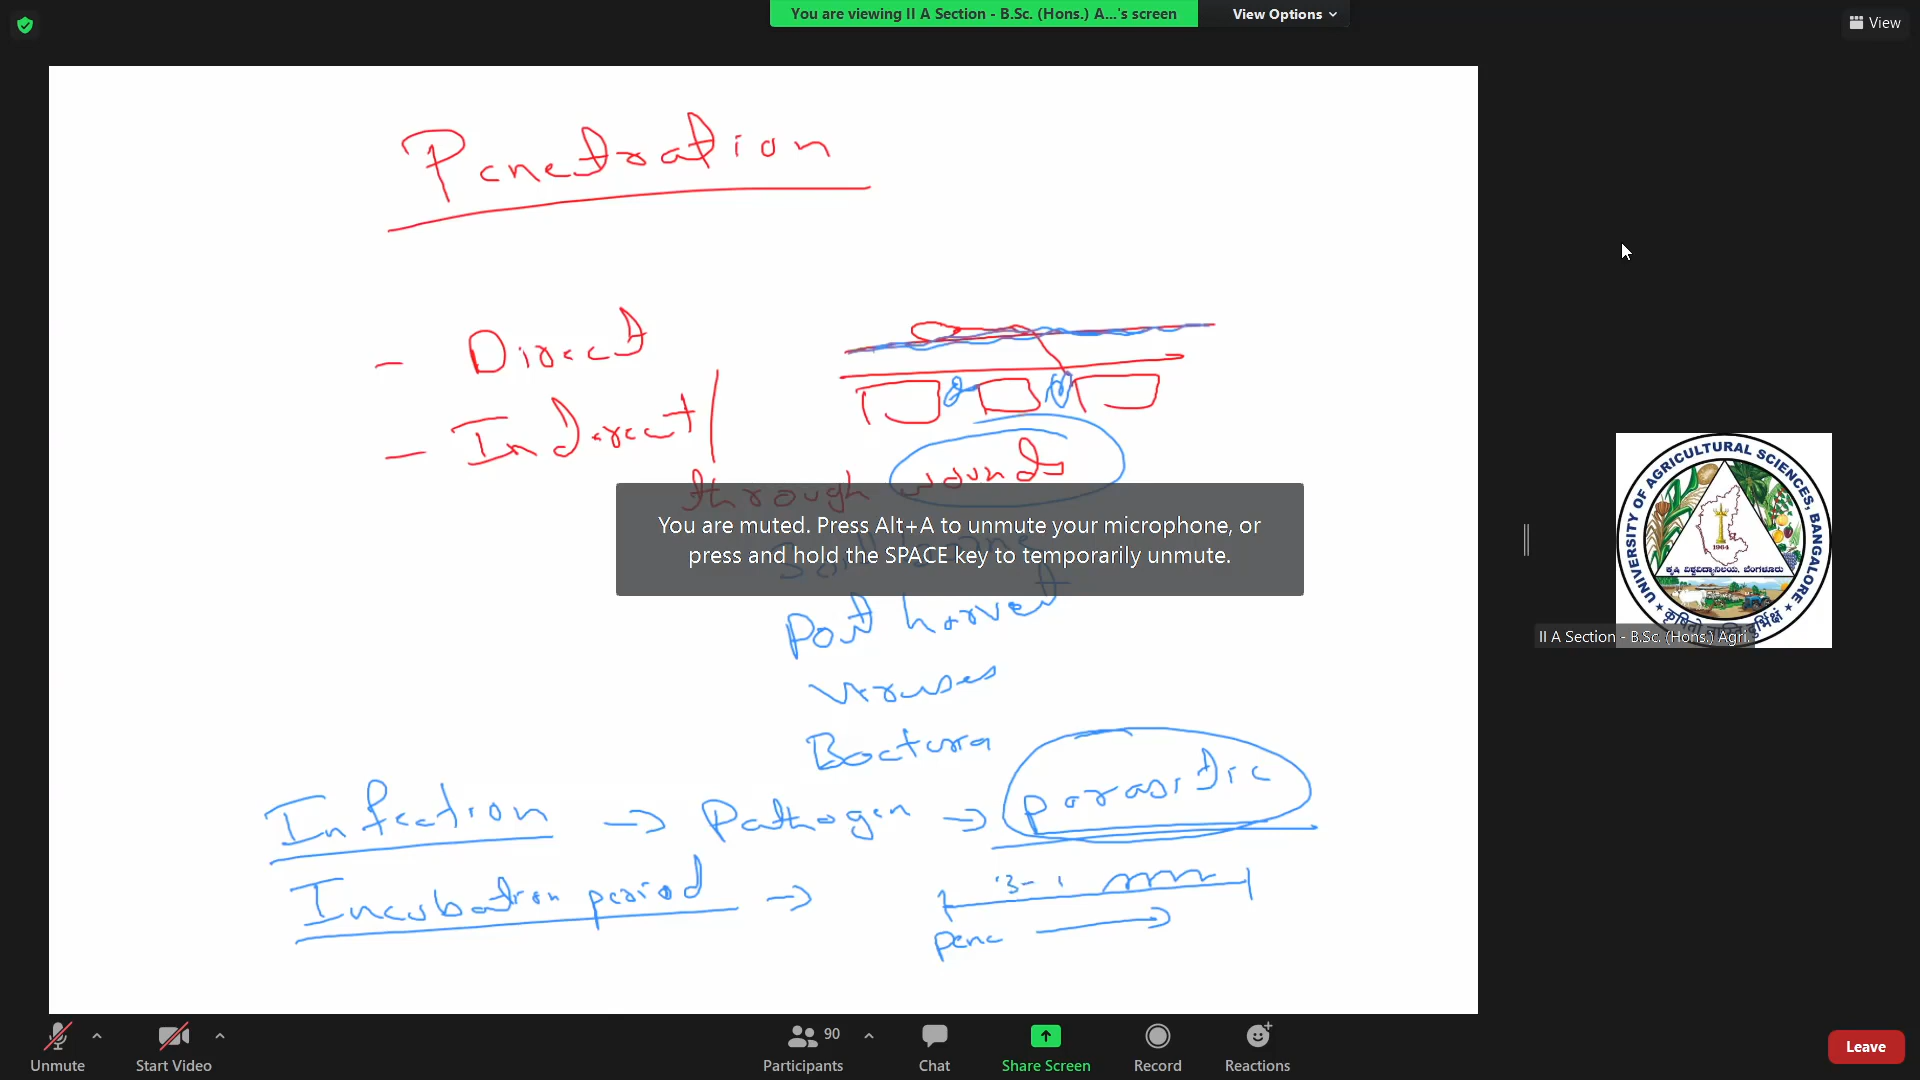 You are viewing II A Section - B.Sc. (Hons.) A...'s screen
View Options
View
Penetration
- Direct
- Indirect
through wounds
You are muted. Press Alt+A to unmute your microphone, or
press and hold the SPACE key to temporarily unmute.
Post harvest
Viruses
Bacteria
Infection → Pathogen → parasitic
Incubation period →
Pene
UNIVERSITY OF AGRICULTURAL SCIENCES, BANGALORE
1964
ಕೃಷಿ ವಿಶ್ವವಿದ್ಯಾನಿಲಯ, ಬೆಂಗಳೂರು
II A Section - B.Sc. (Hons.) Agri.
Unmute
Start Video
90
Participants
Chat
Share Screen
Record
Reactions
Leave